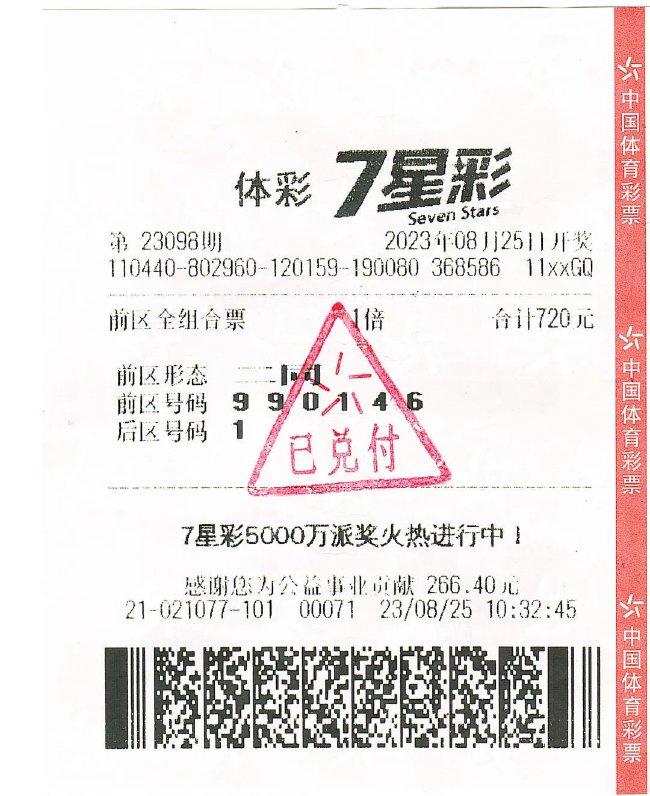 体彩 7星彩
Seven Stars
第 23098期 2023年08月25日开奖
110440-802960-120159-190080 368586 11xxGQ
前区全组合票 1倍 合计720元
前区形态 二同
前区号码 9 9 0 1 4 6
后区号码 1
已兑付
7星彩5000万派奖火热进行中！
感谢您为公益事业贡献 266.40元
21-021077-101 00071 23/08/25 10:32:45
中国体育彩票
中国体育彩票
中国体育彩票